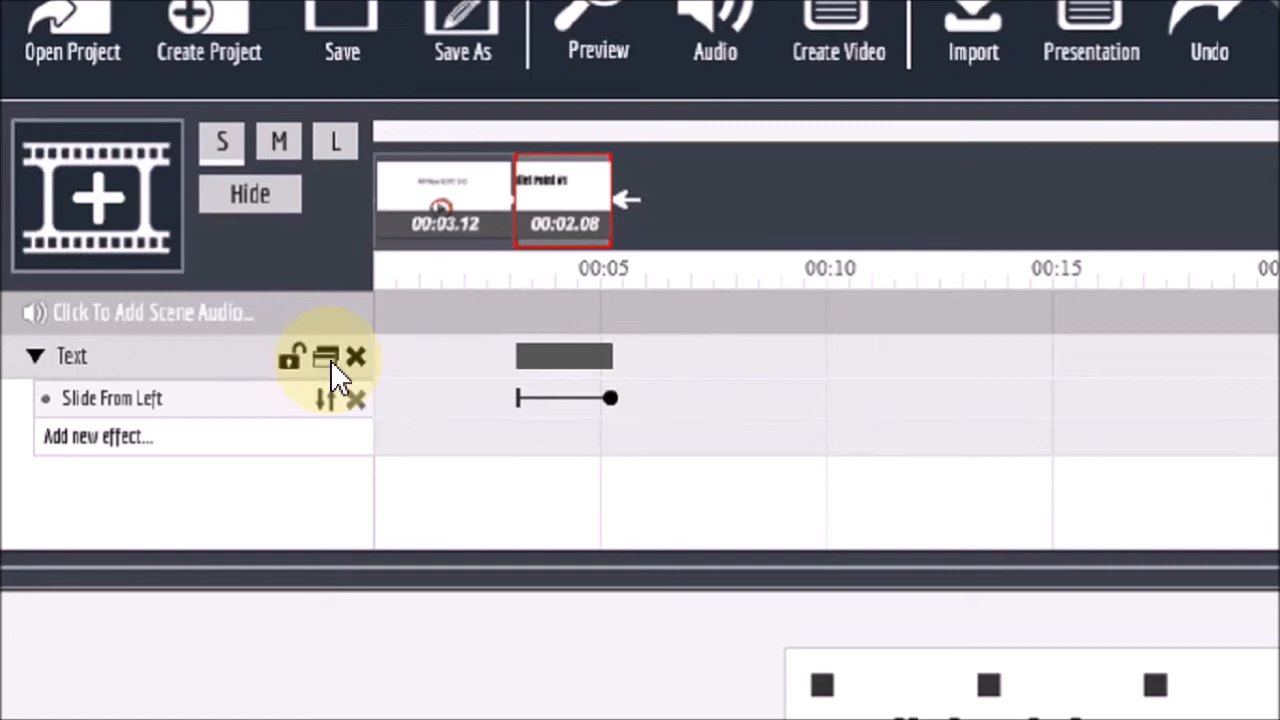 Open Project Create Project Save Save As Preview Audio Create Video Import Presentation Undo
S M L
Hide
00:03.12 00:02.08
00:05 00:10 00:15
Click To Add Scene Audio...
Text
Slide From Left
Add new effect...